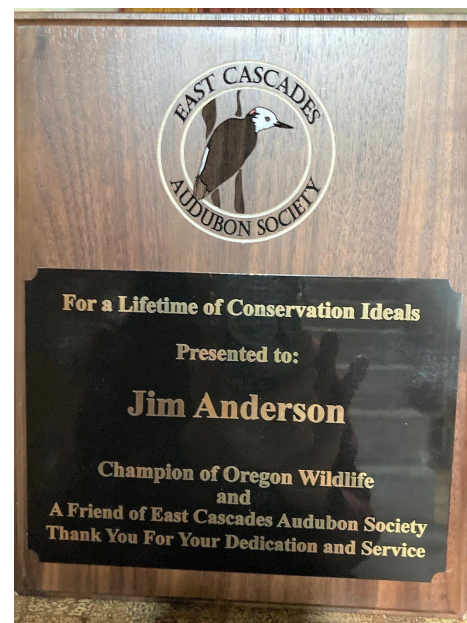 EAST CASCADES
AUDUBON SOCIETY
For a Lifetime of Conservation Ideals
Presented to:
Jim Anderson
Champion of Oregon Wildlife
and
A Friend of East Cascades Audubon Society
Thank You For Your Dedication and Service